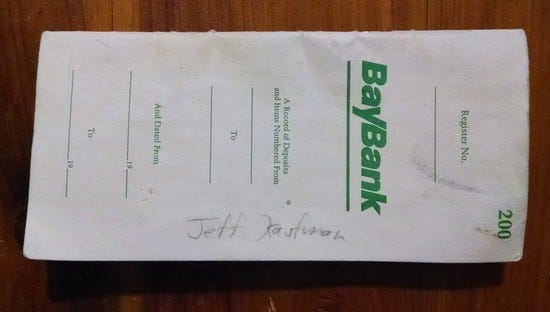 200
Register No.
BayBank
A Record of Deposits
and Items Numbered From
To
And Dated From
19
To
19
Jeff Kaufman